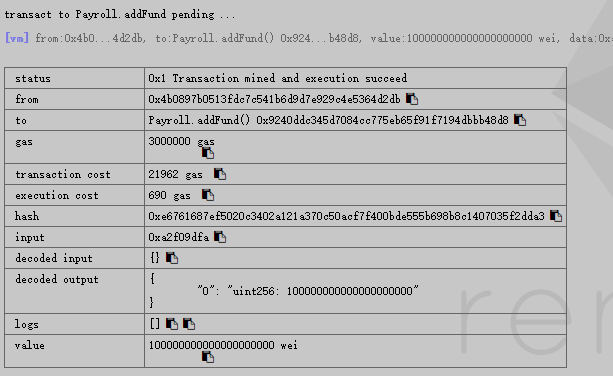 transact to Payroll.addFund pending ...
[vm] from:0x4b0...4d2db, to:Payroll.addFund() 0x924...b48d8, value:100000000000000000000 wei, data:0x
status 0x1 Transaction mined and execution succeed
from 0x4b0897b0513fdc7c541b6d9d7e929c4e5364d2db
to Payroll.addFund() 0x9240ddc345d7084cc775eb65f91f7194dbbb48d8
gas 3000000 gas
transaction cost 21962 gas
execution cost 690 gas
hash 0xe6761687ef5020c3402a121a370c50acf7f400bde555b698b8c1407035f2dda3
input 0xa2f09dfa
decoded input {}
decoded output {
"0": "uint256: 100000000000000000000"
}
logs []
value 100000000000000000000 wei